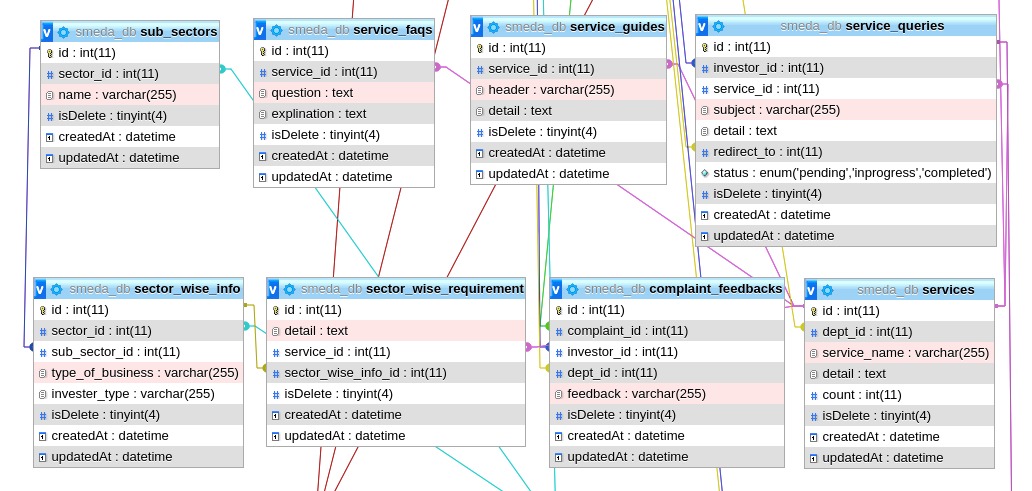 v smeda_db sub_sectors
id : int(11)
# sector_id : int(11)
name : varchar(255)
# isDelete : tinyint(4)
createdAt : datetime
updatedAt : datetime
v smeda_db service_faqs
id : int(11)
# service_id : int(11)
question : text
explination : text
# isDelete : tinyint(4)
createdAt : datetime
updatedAt : datetime
v smeda_db service_guides
id : int(11)
# service_id : int(11)
header : varchar(255)
detail : text
# isDelete : tinyint(4)
createdAt : datetime
updatedAt : datetime
v smeda_db service_queries
id : int(11)
# investor_id : int(11)
# service_id : int(11)
subject : varchar(255)
detail : text
# redirect_to : int(11)
status : enum('pending','inprogress','completed')
# isDelete : tinyint(4)
createdAt : datetime
updatedAt : datetime
v smeda_db sector_wise_info
id : int(11)
# sector_id : int(11)
# sub_sector_id : int(11)
type_of_business : varchar(255)
invester_type : varchar(255)
# isDelete : tinyint(4)
createdAt : datetime
updatedAt : datetime
v smeda_db sector_wise_requirement
id : int(11)
detail : text
# service_id : int(11)
# sector_wise_info_id : int(11)
# isDelete : tinyint(4)
createdAt : datetime
updatedAt : datetime
v smeda_db complaint_feedbacks
id : int(11)
# complaint_id : int(11)
# investor_id : int(11)
# dept_id : int(11)
feedback : varchar(255)
# isDelete : tinyint(4)
createdAt : datetime
updatedAt : datetime
v smeda_db services
id : int(11)
# dept_id : int(11)
service_name : varchar(255)
detail : text
# count : int(11)
# isDelete : tinyint(4)
createdAt : datetime
updatedAt : datetime